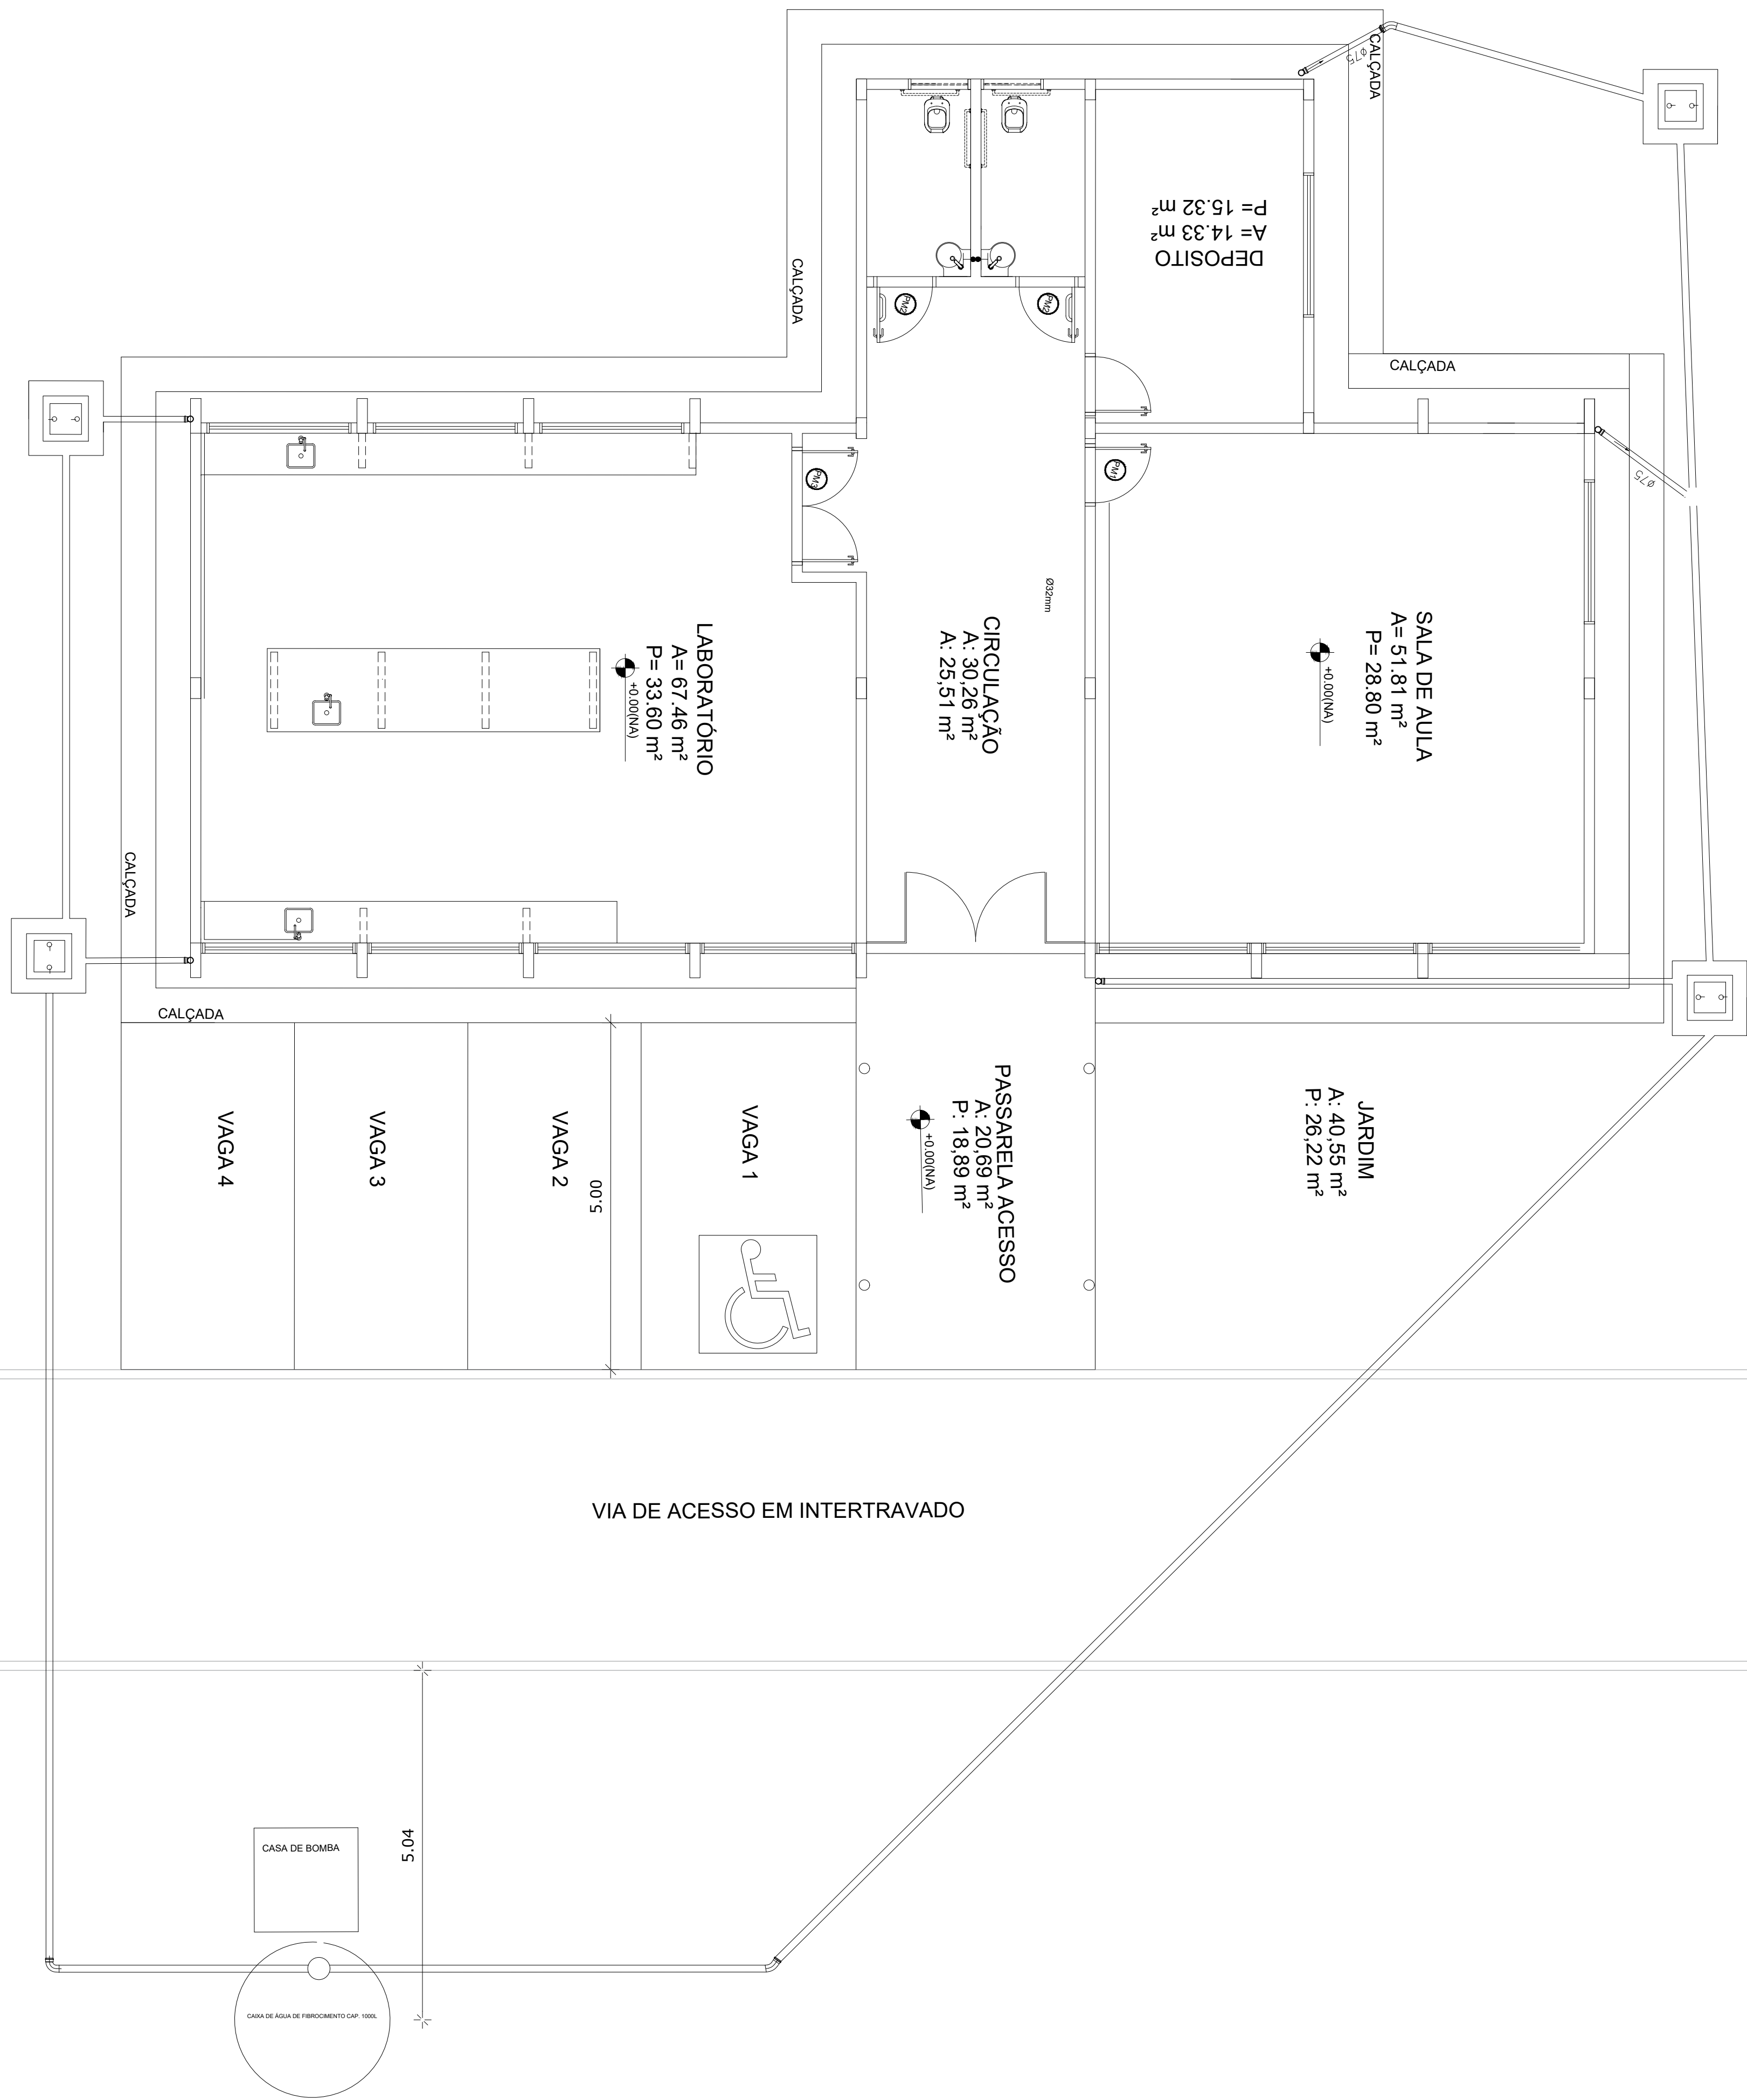 CALÇADA
ø75
DEPOSITO
A= 14.33 m²
P= 15.32 m²
CALÇADA
CALÇADA
PM2
PM2
PM3
PM1
ø75
Ø32mm
SALA DE AULA
A= 51.81 m²
P= 28.80 m²
+0.00(NA)
CIRCULAÇÃO
A: 30,26 m²
A: 25,51 m²
LABORATÓRIO
A= 67.46 m²
P= 33.60 m²
+0.00(NA)
CALÇADA
CALÇADA
JARDIM
A: 40,55 m²
P: 26,22 m²
PASSARELA ACESSO
A: 20,69 m²
P: 18,89 m²
+0.00(NA)
VAGA 1
VAGA 2
VAGA 3
VAGA 4
5.00
VIA DE ACESSO EM INTERTRAVADO
5.04
CASA DE BOMBA
CAIXA DE ÁGUA DE FIBROCIMENTO CAP. 1000L